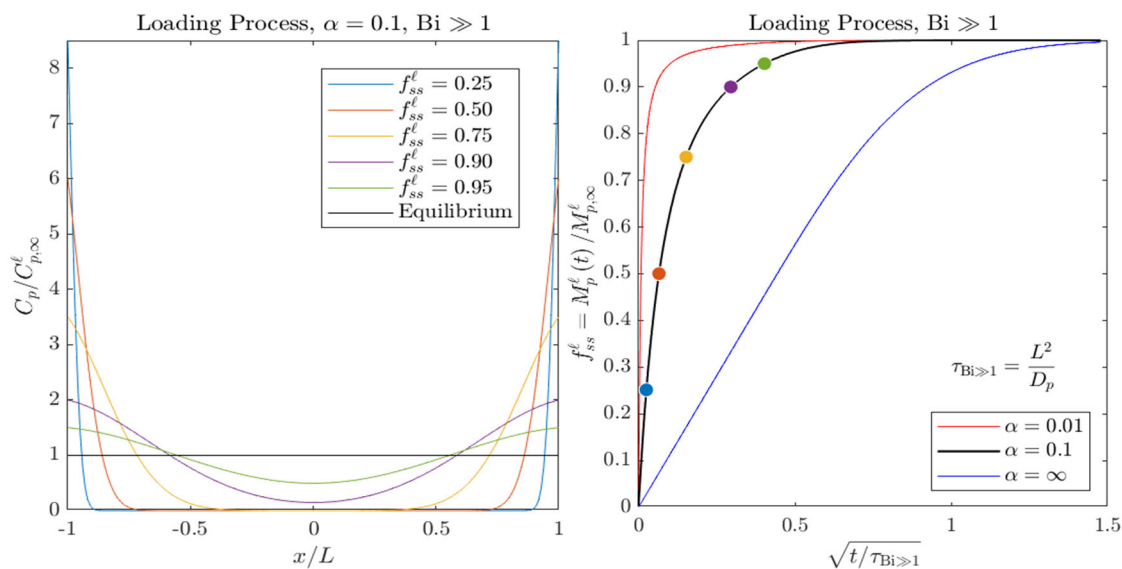 Loading Process, α = 0.1, Bi ≫ 1
8
7
6
5
4
3
2
1
0
C_p/C^ℓ_{p,∞}
f^ℓ_{ss} = 0.25
f^ℓ_{ss} = 0.50
f^ℓ_{ss} = 0.75
f^ℓ_{ss} = 0.90
f^ℓ_{ss} = 0.95
Equilibrium
-1 -0.5 0 0.5 1
x/L
Loading Process, Bi ≫ 1
1
0.9
0.8
0.7
0.6
0.5
0.4
0.3
0.2
0.1
0
f^ℓ_{ss} = M^ℓ_p(t)/M^ℓ_{p,∞}
τ_{Bi≫1} = L²/D_p
α = 0.01
α = 0.1
α = ∞
0 0.5 1 1.5
√(t/τ_{Bi≫1})